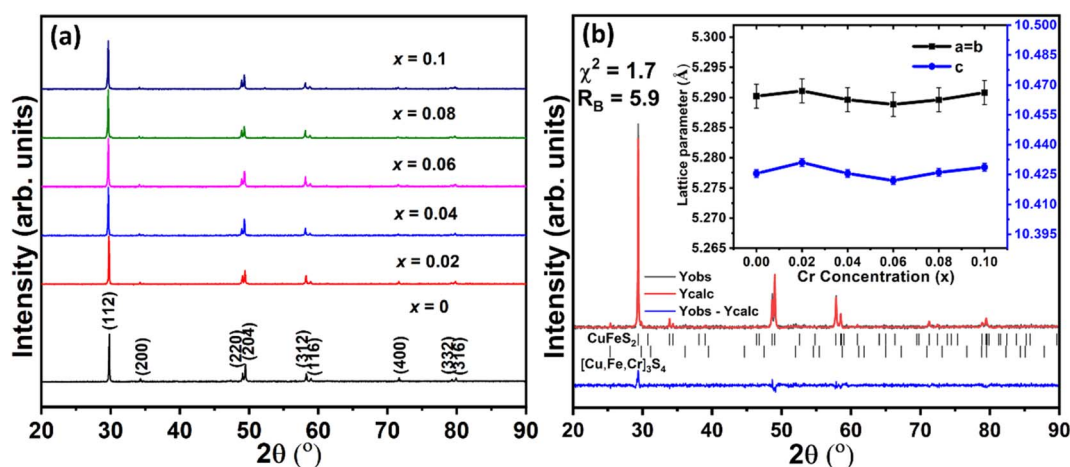 (a)
x = 0.1
x = 0.08
x = 0.06
x = 0.04
x = 0.02
x = 0
(112)
(200)
(220)
(204)
(312)
(116)
(400)
(332)
(316)
Intensity (arb. units)
20 30 40 50 60 70 80 90
2θ (°)
(b)
χ² = 1.7
R_B = 5.9
5.300
5.295
5.290
5.285
5.280
5.275
5.270
5.265
Lattice parameter (Å)
a=b
c
10.500
10.485
10.470
10.455
10.440
10.425
10.410
10.395
0.00 0.02 0.04 0.06 0.08 0.10
Cr Concentration (x)
Yobs
Ycalc
Yobs - Ycalc
CuFeS₂
[Cu,Fe,Cr]₃S₄
Intensity (arb. units)
20 30 40 50 60 70 80 90
2θ (°)